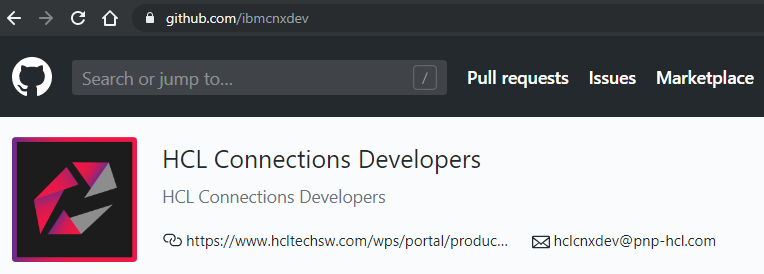 github.com/ibmcnxdev
Search or jump to... / Pull requests Issues Marketplace
HCL Connections Developers
HCL Connections Developers
https://www.hcltechsw.com/wps/portal/produc... hclcnxdev@pnp-hcl.com